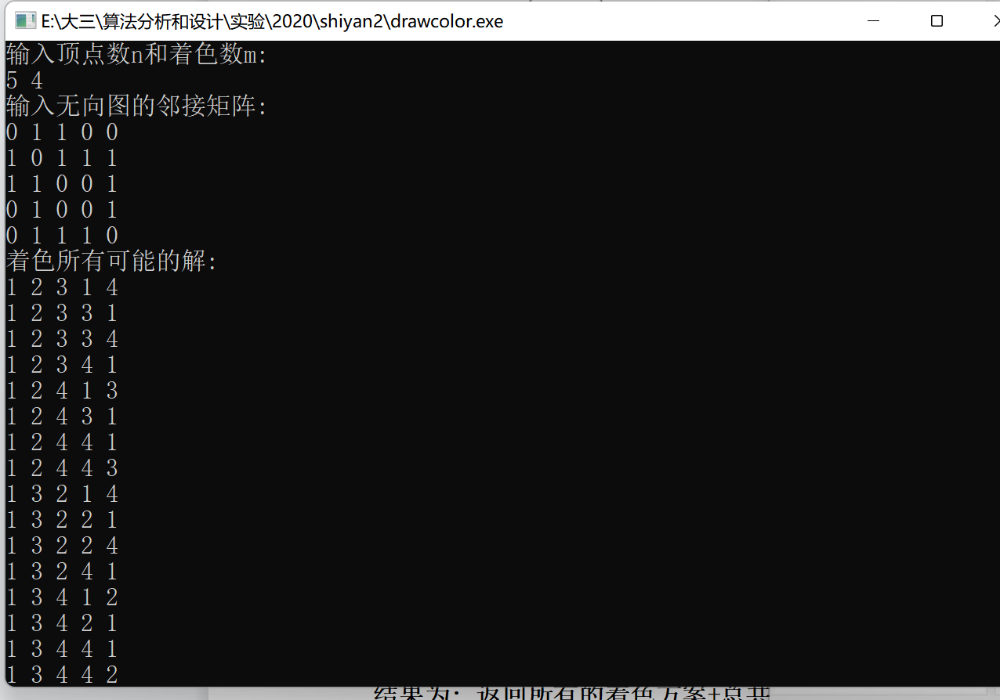 E:\大三\算法分析和设计\实验\2020\shiyan2\drawcolor.exe
输入顶点数n和着色数m:
5 4
输入无向图的邻接矩阵:
0 1 1 0 0
1 0 1 1 1
1 1 0 0 1
0 1 0 0 1
0 1 1 1 0
着色所有可能的解:
1 2 3 1 4
1 2 3 3 1
1 2 3 3 4
1 2 3 4 1
1 2 4 1 3
1 2 4 3 1
1 2 4 4 1
1 2 4 4 3
1 3 2 1 4
1 3 2 2 1
1 3 2 2 4
1 3 2 4 1
1 3 4 1 2
1 3 4 2 1
1 3 4 4 1
1 3 4 4 2
结果为: 返回所有的着色方案+总共